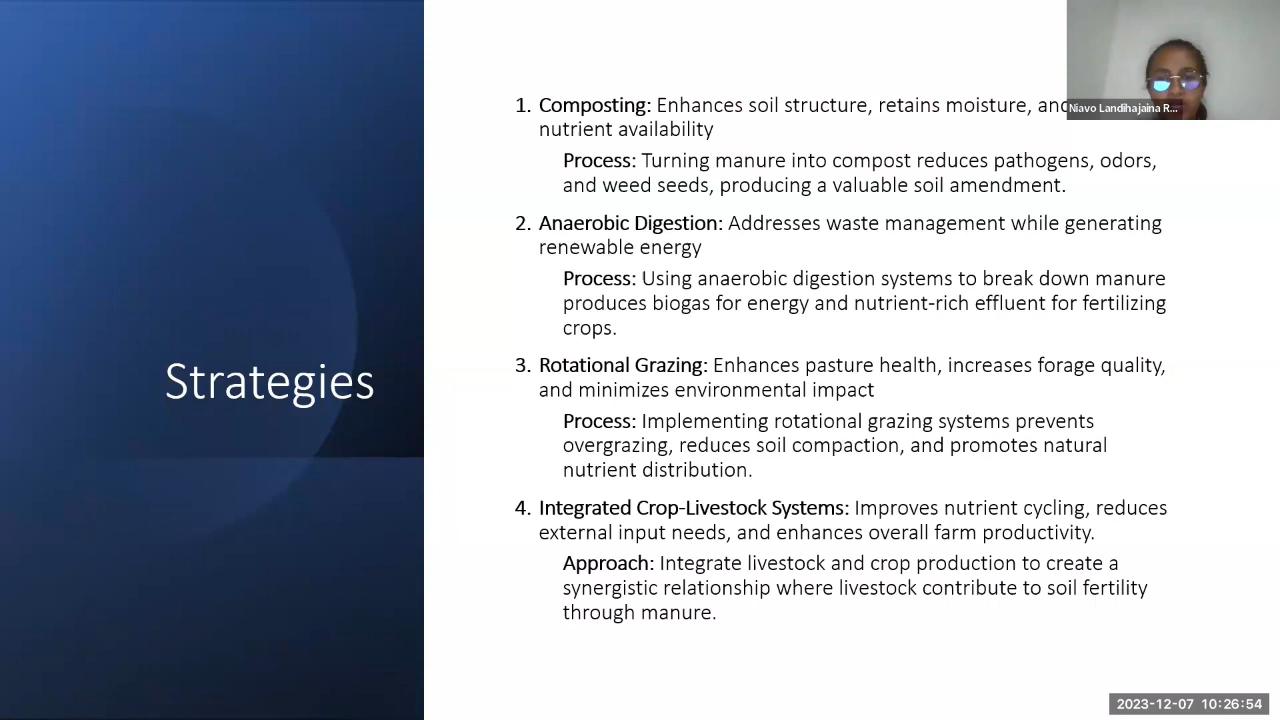 Strategies
1. Composting: Enhances soil structure, retains moisture, and
nutrient availability
Process: Turning manure into compost reduces pathogens, odors,
and weed seeds, producing a valuable soil amendment.
2. Anaerobic Digestion: Addresses waste management while generating
renewable energy
Process: Using anaerobic digestion systems to break down manure
produces biogas for energy and nutrient-rich effluent for fertilizing
crops.
3. Rotational Grazing: Enhances pasture health, increases forage quality,
and minimizes environmental impact
Process: Implementing rotational grazing systems prevents
overgrazing, reduces soil compaction, and promotes natural
nutrient distribution.
4. Integrated Crop-Livestock Systems: Improves nutrient cycling, reduces
external input needs, and enhances overall farm productivity.
Approach: Integrate livestock and crop production to create a
synergistic relationship where livestock contribute to soil fertility
through manure.
Niavo Landihajaina R...
2023-12-07 10:26:54